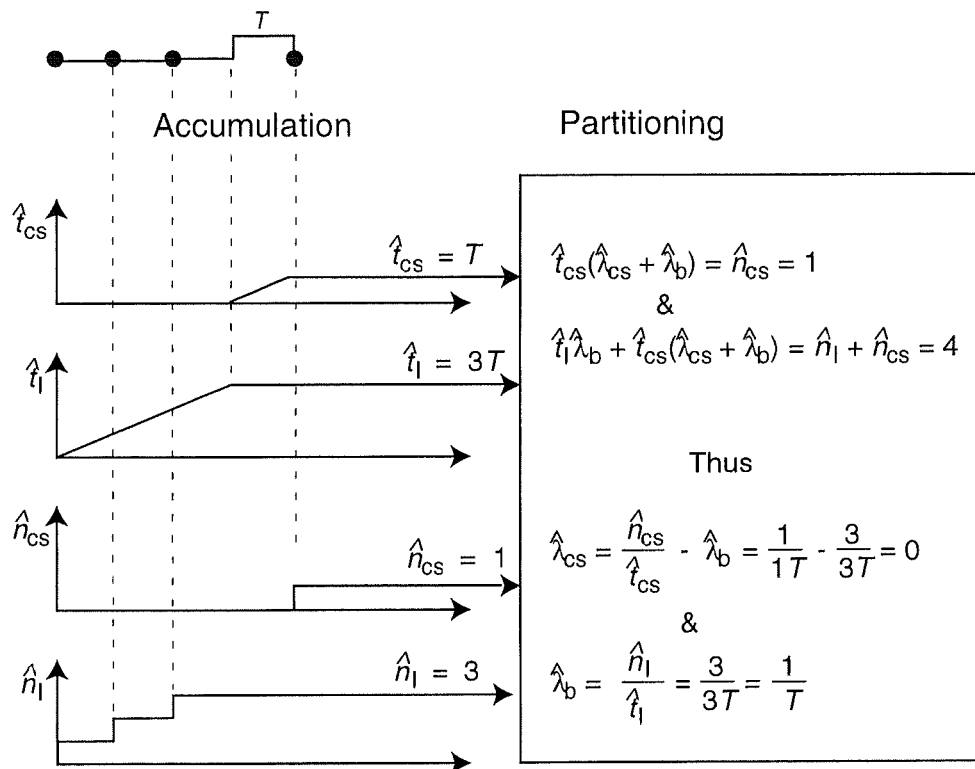 T
Accumulation
Partitioning
t̂cs
t̂cs = T
t̂I
t̂I = 3T
n̂cs
n̂cs = 1
n̂I
n̂I = 3
t̂cs(λ̂cs + λ̂b) = n̂cs = 1
&
t̂Iλ̂b + t̂cs(λ̂cs + λ̂b) = n̂I + n̂cs = 4
Thus
λ̂cs = n̂cs/t̂cs - λ̂b = 1/1T - 3/3T = 0
&
λ̂b = n̂I/t̂I = 3/3T = 1/T